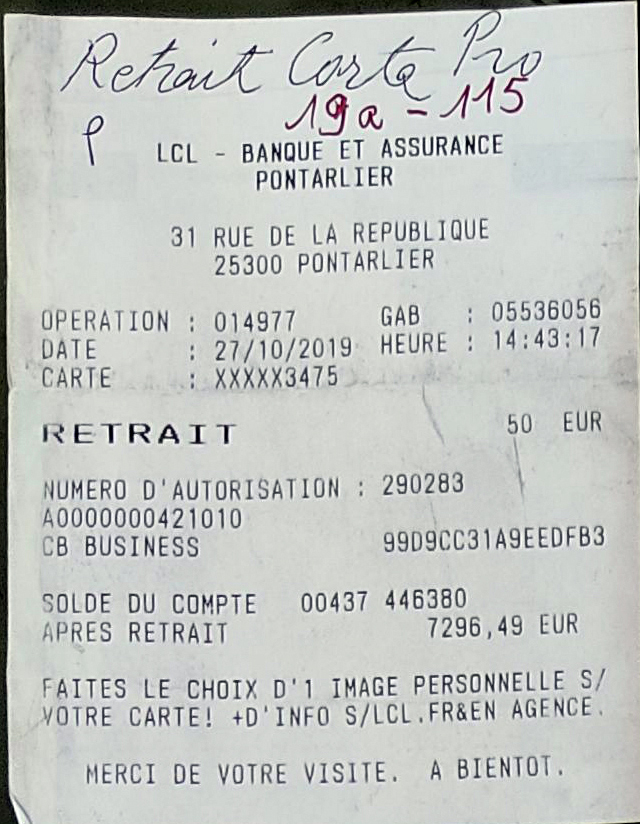 Retrait Carte Pro
19a - 115
P
LCL - BANQUE ET ASSURANCE
PONTARLIER
31 RUE DE LA REPUBLIQUE
25300 PONTARLIER
OPERATION : 014977 GAB : 05536056
DATE : 27/10/2019 HEURE : 14:43:17
CARTE : XXXXX3475
RETRAIT 50 EUR
NUMERO D'AUTORISATION : 290283
A0000000421010
CB BUSINESS 99D9CC31A9EEDFB3
SOLDE DU COMPTE 00437 446380
APRES RETRAIT 7296,49 EUR
FAITES LE CHOIX D'1 IMAGE PERSONNELLE S/
VOTRE CARTE! +D'INFO S/LCL.FR&EN AGENCE.
MERCI DE VOTRE VISITE. A BIENTOT.